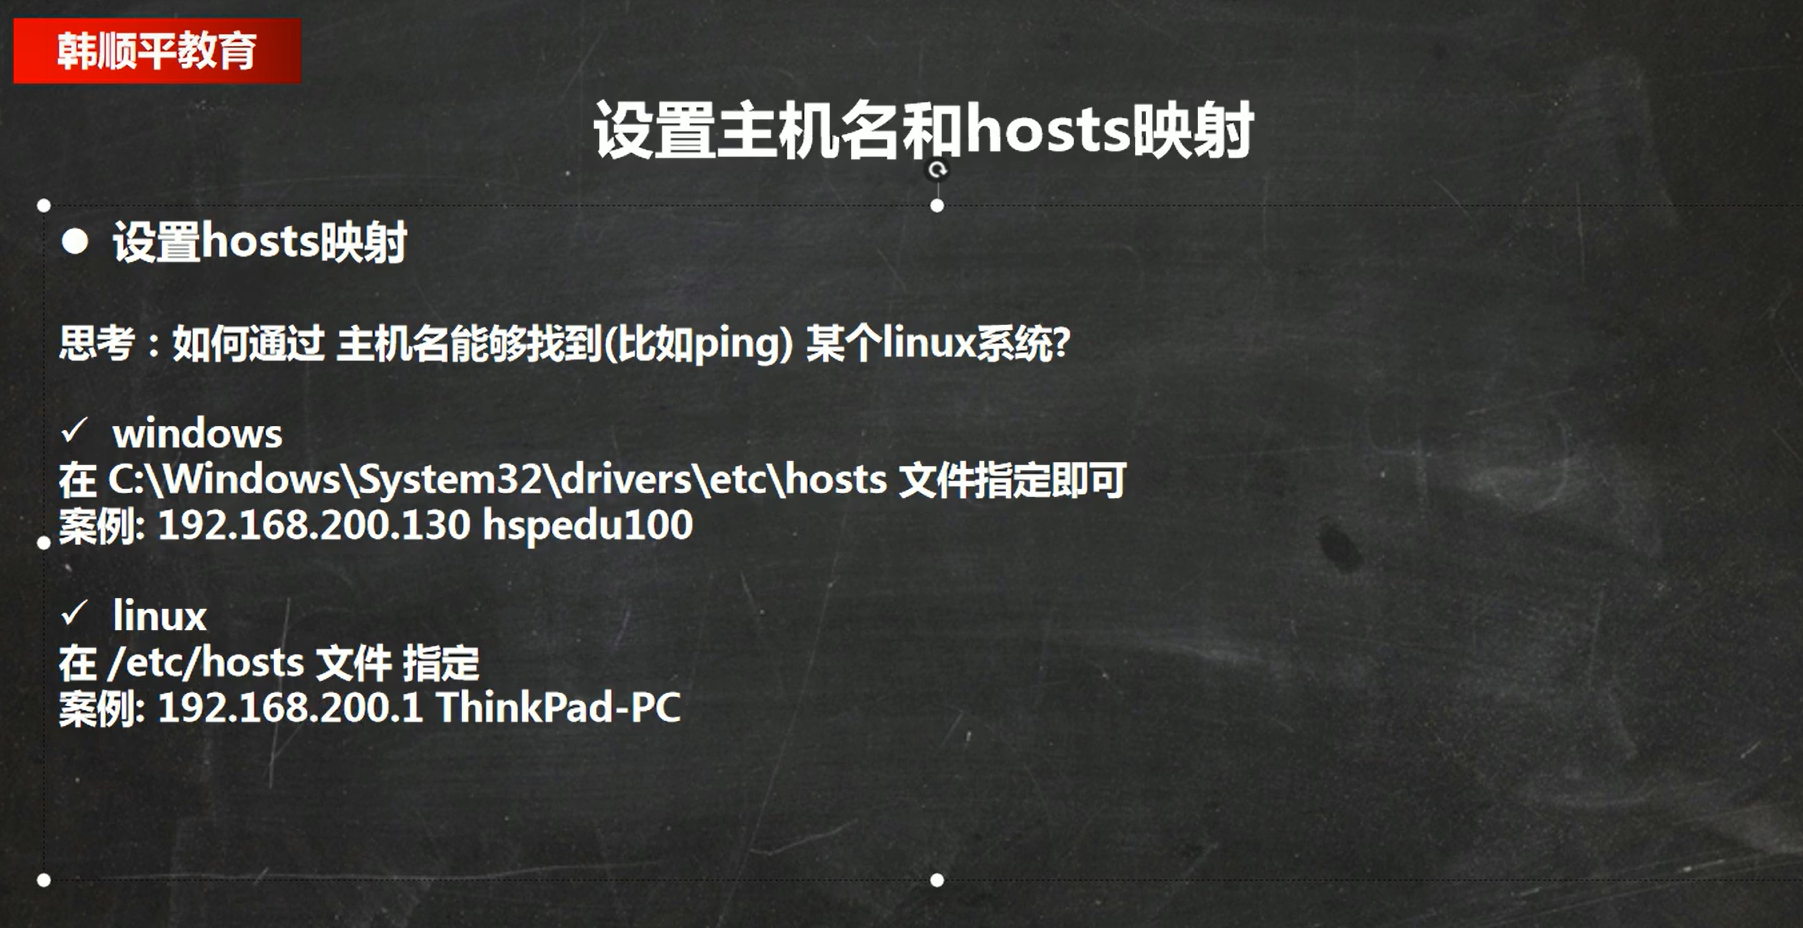 韩顺平教育
设置主机名和hosts映射
● 设置hosts映射
思考：如何通过 主机名能够找到(比如ping) 某个linux系统?
✓ windows
在 C:\Windows\System32\drivers\etc\hosts 文件指定即可
案例: 192.168.200.130 hspedu100
✓ linux
在 /etc/hosts 文件 指定
案例: 192.168.200.1 ThinkPad-PC